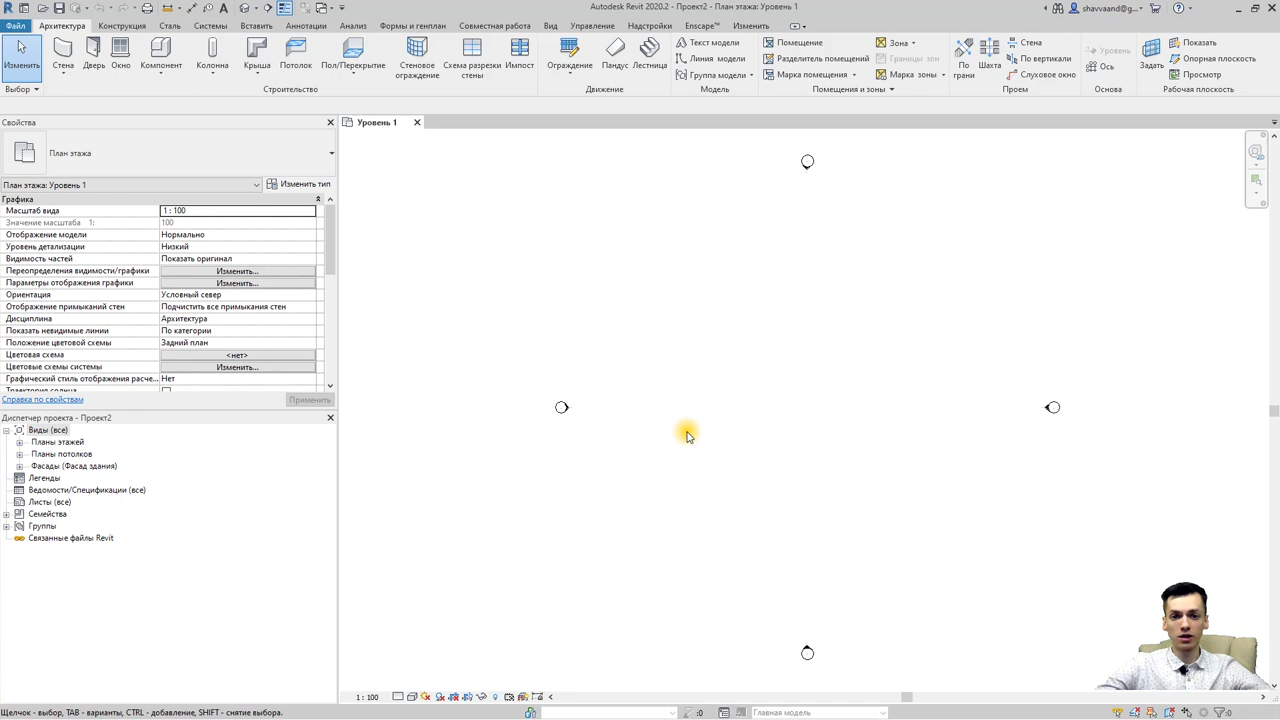 Autodesk Revit 2020.2 - Проект2 - План этажа: Уровень 1
shavvaand@g...
Файл Архитектура Конструкция Сталь Системы Вставить Аннотации Анализ Формы и генплан Совместная работа Вид Управление Надстройки Enscape™ Изменить
Изменить Стена Дверь Окно Компонент Колонна Крыша Потолок Пол/Перекрытие Стеновое ограждение Схема разрезки стены Импост Ограждение Пандус Лестница
Текст модели
Линия модели
Группа модели
Помещение
Разделитель помещений
Марка помещения
Зона
Границы зон
Марка зоны
По грани
Шахта
Стена
По вертикали
Слуховое окно
Уровень
Ось
Задать
Показать
Опорная плоскость
Просмотр
Выбор Строительство Движение Модель Помещения и зоны Проем Основа Рабочая плоскость
Свойства
План этажа
План этажа: Уровень 1 Изменить тип
Графика
Масштаб вида 1 : 100
Значение масштаба 1: 100
Отображение модели Нормально
Уровень детализации Низкий
Видимость частей Показать оригинал
Переопределения видимости/графики Изменить...
Параметры отображения графики Изменить...
Ориентация Условный север
Отображение примыканий стен Подчистить все примыкания стен
Дисциплина Архитектура
Показать невидимые линии По категории
Положение цветовой схемы Задний план
Цветовая схема <нет>
Цветовые схемы системы Изменить...
Графический стиль отображения расче... Нет
Справка по свойствам Применить
Диспетчер проекта - Проект2
Виды (все)
Планы этажей
Планы потолков
Фасады (Фасад здания)
Легенды
Ведомости/Спецификации (все)
Листы (все)
Семейства
Группы
Связанные файлы Revit
Уровень 1
1 : 100
Щелчок - выбор, TAB - варианты, CTRL - добавление, SHIFT - снятие выбора.
:0
Главная модель
:0